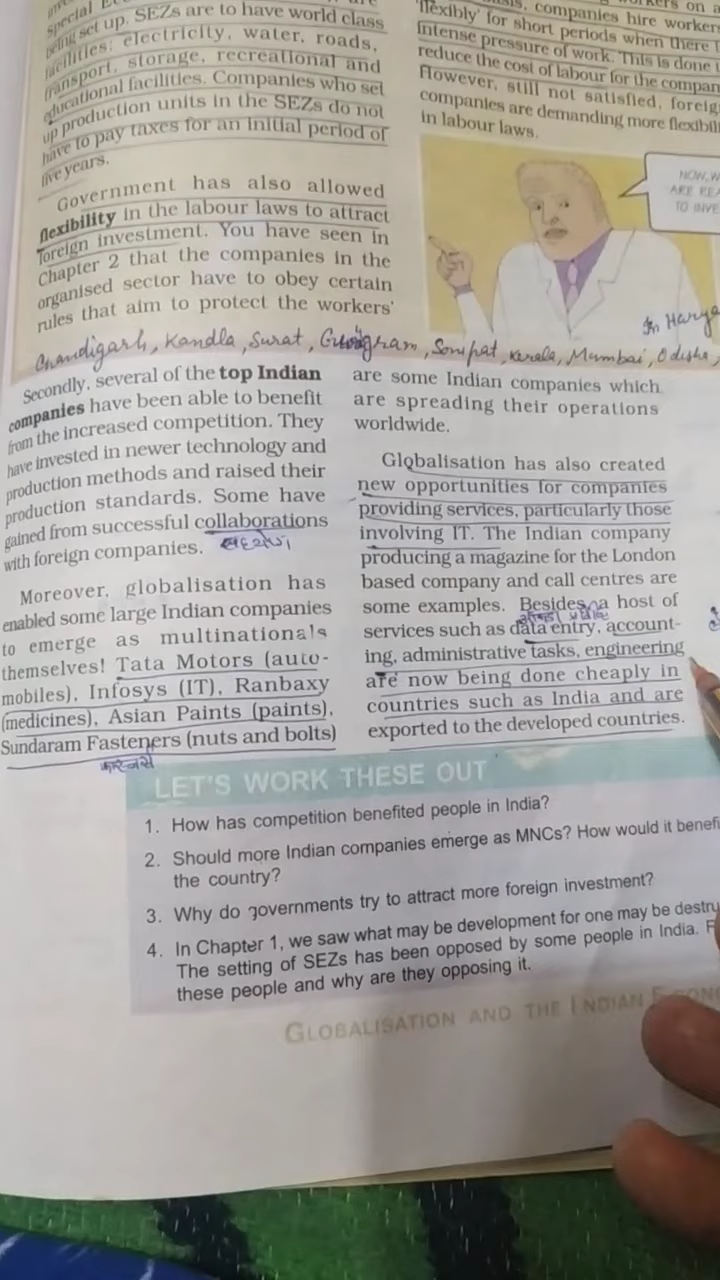 being set up. SEZs are to have world class
facilities: electricity, water, roads,
transport, storage, recreational and
educational facilities. Companies who set
up production units in the SEZs do not
have to pay taxes for an initial period of
five years.
Government has also allowed
flexibility in the labour laws to attract
foreign investment. You have seen in
Chapter 2 that the companies in the
organised sector have to obey certain
rules that aim to protect the workers'
companies hire workers
'flexibly' for short periods when there
intense pressure of work. This is done
reduce the cost of labour for the
However, still not satisfied,
companies are demanding more
in labour laws.
NOW, W
ARE REA
TO INVE
In Harya
Chandigarh, Kandla, Surat, Gurugram, Sonipat, Kerala, Mumbai, Odisha,
Secondly, several of the top Indian
companies have been able to benefit
from the increased competition. They
have invested in newer technology and
production methods and raised their
production standards. Some have
gained from successful collaborations
with foreign companies.
Moreover, globalisation has
enabled some large Indian companies
to emerge as multinationals
themselves! Tata Motors (auto-
mobiles), Infosys (IT), Ranbaxy
(medicines), Asian Paints (paints),
Sundaram Fasteners (nuts and bolts)
are some Indian companies which
are spreading their operations
worldwide.
Globalisation has also created
new opportunities for companies
providing services, particularly those
involving IT. The Indian company
producing a magazine for the London
based company and call centres are
some examples. Besides, a host of
services such as data entry, account-
ing, administrative tasks, engineering
are now being done cheaply in
countries such as India and are
exported to the developed countries.
LET'S WORK THESE OUT
1. How has competition benefited people in India?
2. Should more Indian companies emerge as MNCs? How would it benefi
the country?
3. Why do governments try to attract more foreign investment?
4. In Chapter 1, we saw what may be development for one may be destru
The setting of SEZs has been opposed by some people in India. F
these people and why are they opposing it.
GLOBALISATION AND THE INDIAN ECONO